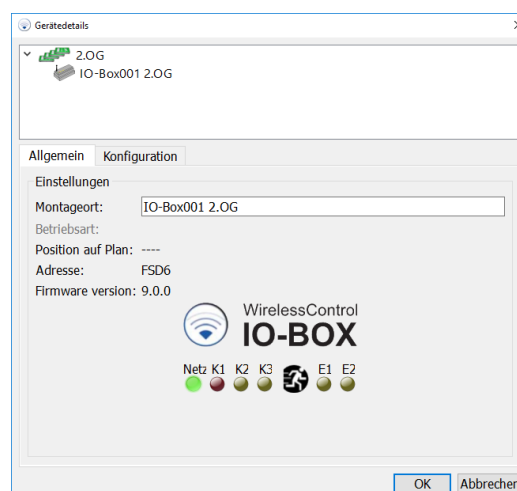 Gerätedetails
2.OG
IO-Box001 2.OG
Allgemein Konfiguration
Einstellungen
Montageort: IO-Box001 2.OG
Betriebsart:
Position auf Plan: ----
Adresse: FSD6
Firmware version: 9.0.0
WirelessControl
IO-BOX
Netz K1 K2 K3 E1 E2
OK Abbrechen